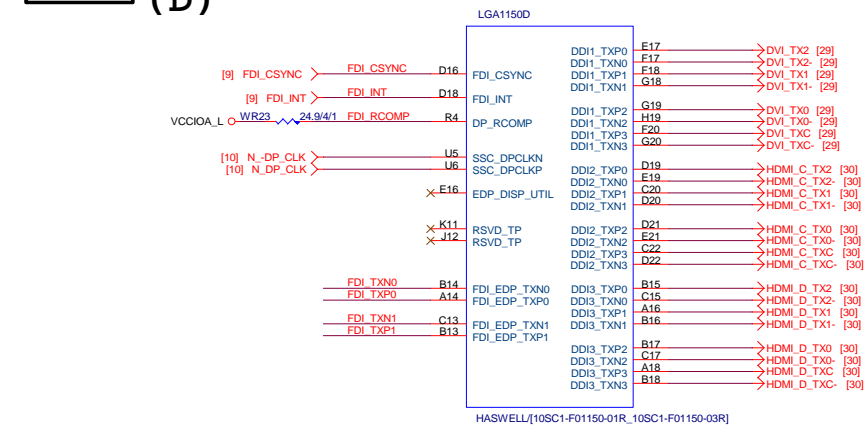 (D)
LGA1150D
[9] FDI_CSYNC FDI_CSYNC D16 FDI_CSYNC
[9] FDI_INT FDI_INT D18 FDI_INT
VCCIOA_L WR23 24.9/4/1 FDI_RCOMP R4 DP_RCOMP
[10] N_-DP_CLK U5 SSC_DPCLKN
[10] N_DP_CLK U6 SSC_DPCLKP
E16 EDP_DISP_UTIL
K11 RSVD_TP
J12 RSVD_TP
FDI_TXN0 B14 FDI_EDP_TXN0
FDI_TXP0 A14 FDI_EDP_TXP0
FDI_TXN1 C13 FDI_EDP_TXN1
FDI_TXP1 B13 FDI_EDP_TXP1
DDI1_TXP0 E17 DVI_TX2 [29]
DDI1_TXN0 F17 DVI_TX2- [29]
DDI1_TXP1 F18 DVI_TX1 [29]
DDI1_TXN1 G18 DVI_TX1- [29]
DDI1_TXP2 G19 DVI_TX0 [29]
DDI1_TXN2 H19 DVI_TX0- [29]
DDI1_TXP3 F20 DVI_TXC [29]
DDI1_TXN3 G20 DVI_TXC- [29]
DDI2_TXP0 D19 HDMI_C_TX2 [30]
DDI2_TXN0 E19 HDMI_C_TX2- [30]
DDI2_TXP1 C20 HDMI_C_TX1 [30]
DDI2_TXN1 D20 HDMI_C_TX1- [30]
DDI2_TXP2 D21 HDMI_C_TX0 [30]
DDI2_TXN2 E21 HDMI_C_TX0- [30]
DDI2_TXP3 C22 HDMI_C_TXC [30]
DDI2_TXN3 D22 HDMI_C_TXC- [30]
DDI3_TXP0 B15 HDMI_D_TX2 [30]
DDI3_TXN0 C15 HDMI_D_TX2- [30]
DDI3_TXP1 A16 HDMI_D_TX1 [30]
DDI3_TXN1 B16 HDMI_D_TX1- [30]
DDI3_TXP2 B17 HDMI_D_TX0 [30]
DDI3_TXN2 C17 HDMI_D_TX0- [30]
DDI3_TXP3 A18 HDMI_D_TXC [30]
DDI3_TXN3 B18 HDMI_D_TXC- [30]
HASWELL/[10SC1-F01150-01R_10SC1-F01150-03R]